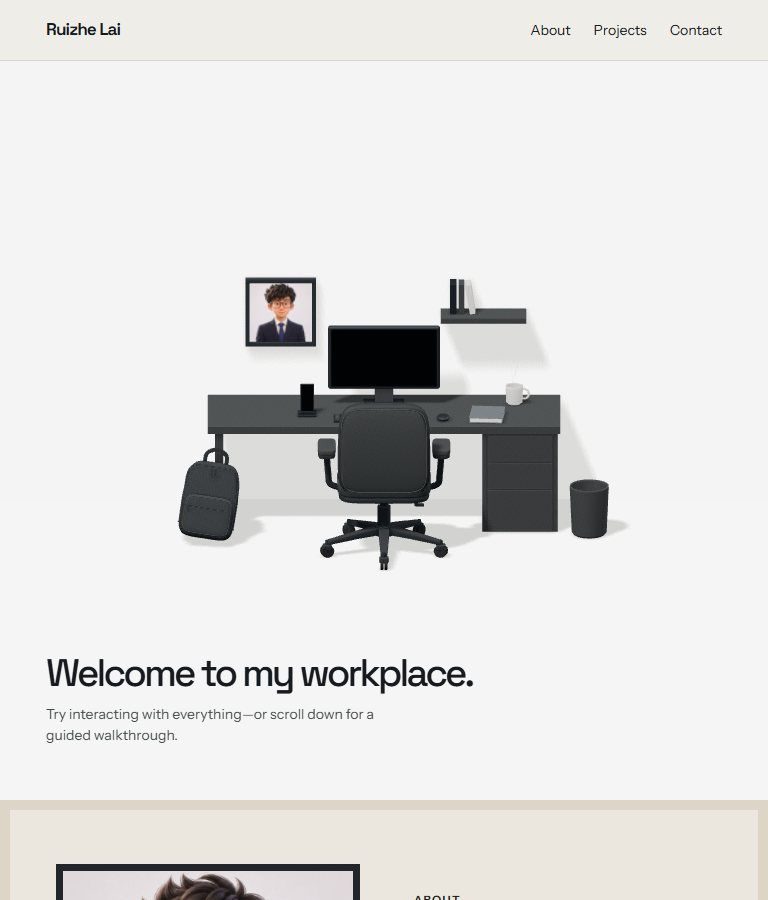 Ruizhe Lai
About
Projects
Contact
Welcome to my workplace.
Try interacting with everything—or scroll down for a
guided walkthrough.
ABOUT